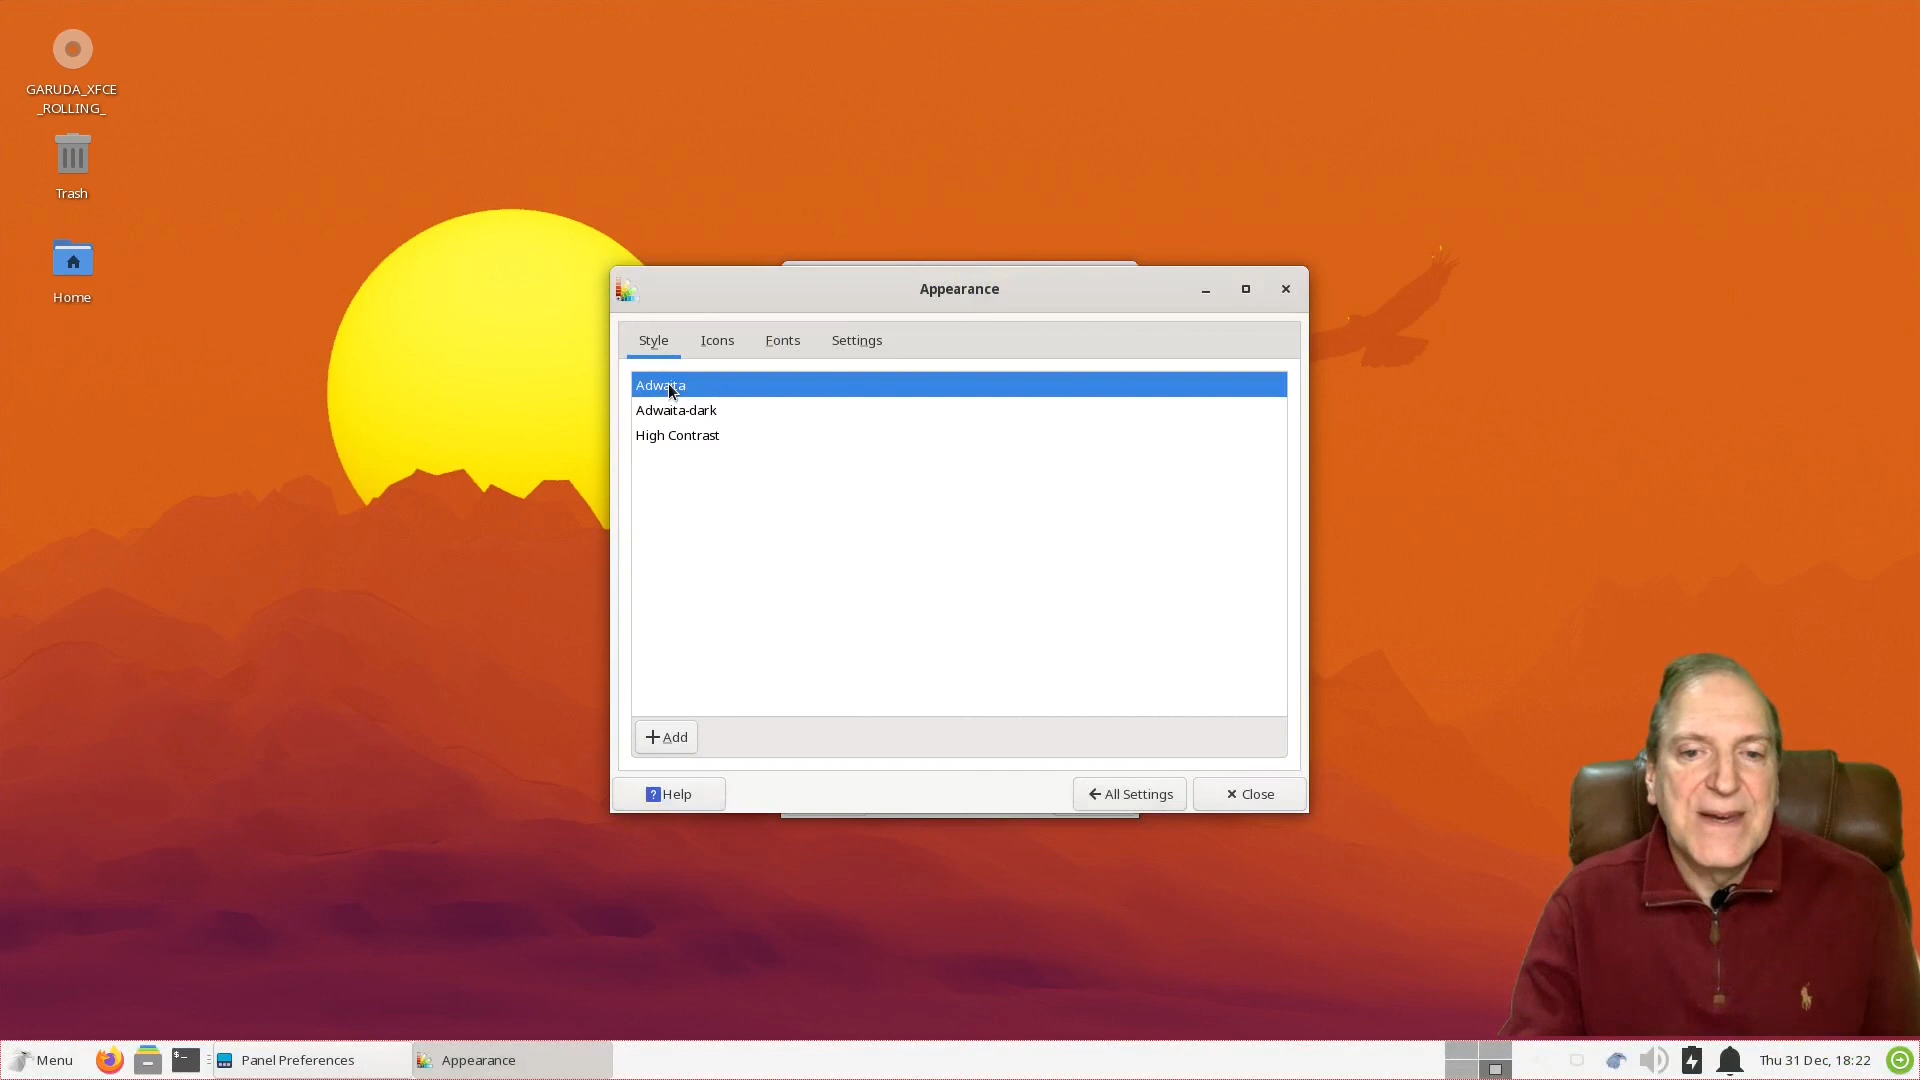 GARUDA_XFCE
_ROLLING_
Trash
Home
Appearance
Style Icons Fonts Settings
Adwaita
Adwaita-dark
High Contrast
Add
? Help
All Settings
Close
Menu
$-
Panel Preferences
Appearance
Thu 31 Dec, 18:22